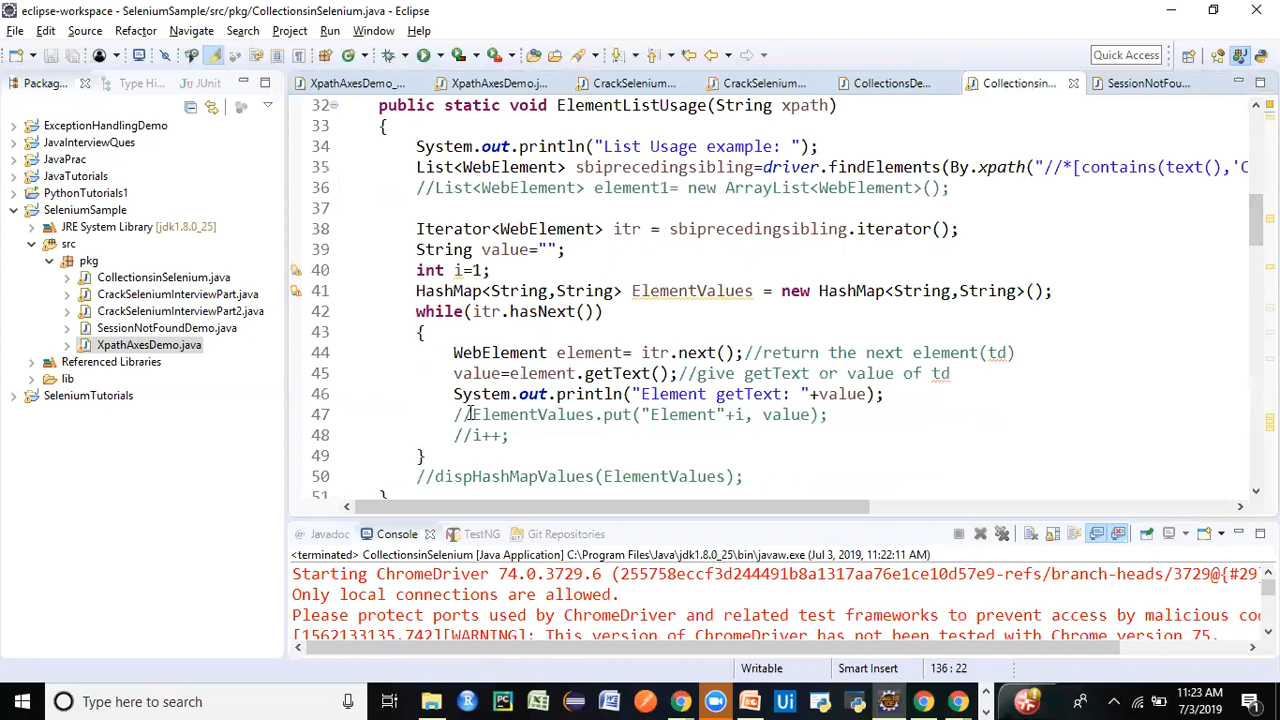 eclipse-workspace - SeleniumSample/src/pkg/CollectionsinSelenium.java - Eclipse
File Edit Source Refactor Navigate Search Project Run Window Help
Quick Access
Packag... Type Hi... JUnit
XpathAxesDemo_... XpathAxesDemo.j... CrackSelenium... CrackSelenium... CollectionsDe... Collectionsin... SessionNotFou...
ExceptionHandlingDemo
JavaInterviewQues
JavaPrac
JavaTutorials
PythonTutorials1
SeleniumSample
JRE System Library [jdk1.8.0_25]
src
pkg
CollectionsinSelenium.java
CrackSeleniumInterviewPart.java
CrackSeleniumInterviewPart2.java
SessionNotFoundDemo.java
XpathAxesDemo.java
Referenced Libraries
lib
SeleniumTutorials
32 public static void ElementListUsage(String xpath)
33 {
34 System.out.println("List Usage example: ");
35 List<WebElement> sbiprecedingsibling=driver.findElements(By.xpath("//*[contains(text(),'C
36 //List<WebElement> element1= new ArrayList<WebElement>();
37
38 Iterator<WebElement> itr = sbiprecedingsibling.iterator();
39 String value="";
40 int i=1;
41 HashMap<String,String> ElementValues = new HashMap<String,String>();
42 while(itr.hasNext())
43 {
44 WebElement element= itr.next();//return the next element(td)
45 value=element.getText();//give getText or value of td
46 System.out.println("Element getText: "+value);
47 //ElementValues.put("Element"+i, value);
48 //i++;
49 }
50 //dispHashMapValues(ElementValues);
51 }
Javadoc Console TestNG Git Repositories
<terminated> CollectionsinSelenium [Java Application] C:\Program Files\Java\jdk1.8.0_25\bin\javaw.exe (Jul 3, 2019, 11:22:11 AM)
Starting ChromeDriver 74.0.3729.6 (255758eccf3d244491b8a1317aa76e1ce10d57e9-refs/branch-heads/3729@{#29
Only local connections are allowed.
Please protect ports used by ChromeDriver and related test frameworks to prevent access by malicious co
[1562133135.742][WARNING]: This version of ChromeDriver has not been tested with Chrome version 75.
Writable Smart Insert 136 : 22
Type here to search
11:23 AM
7/3/2019